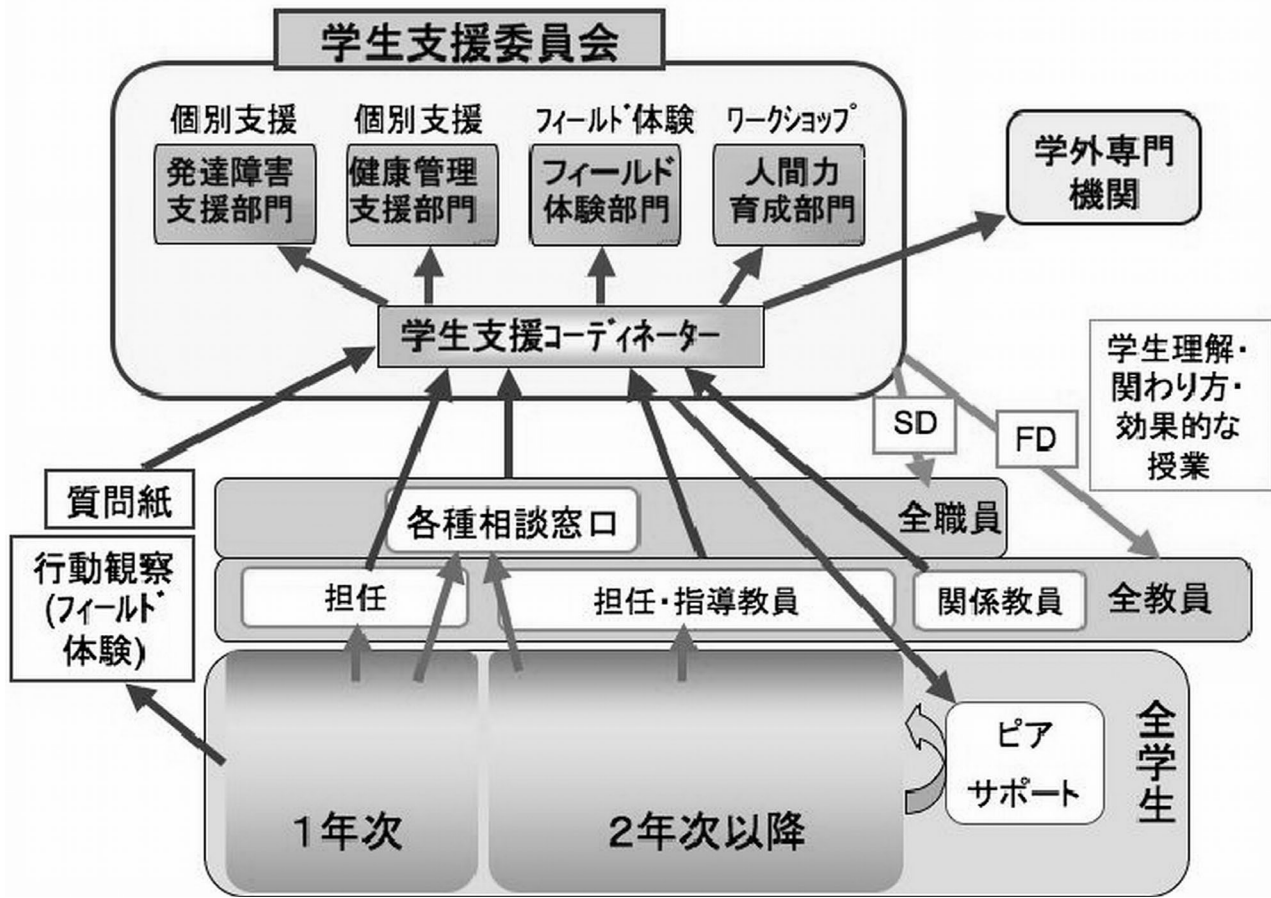 学生支援委員会
個別支援
発達障害
支援部門
個別支援
健康管理
支援部門
フィールド体験
フィールド
体験部門
ワークショップ
人間力
育成部門
学外専門
機関
学生支援コーディネーター
学生理解・
関わり方・
効果的な
授業
SD
FD
質問紙
行動観察
(フィールド
体験)
各種相談窓口
全職員
担任
担任・指導教員
関係教員
全教員
1年次
2年次以降
ピア
サポート
全学生